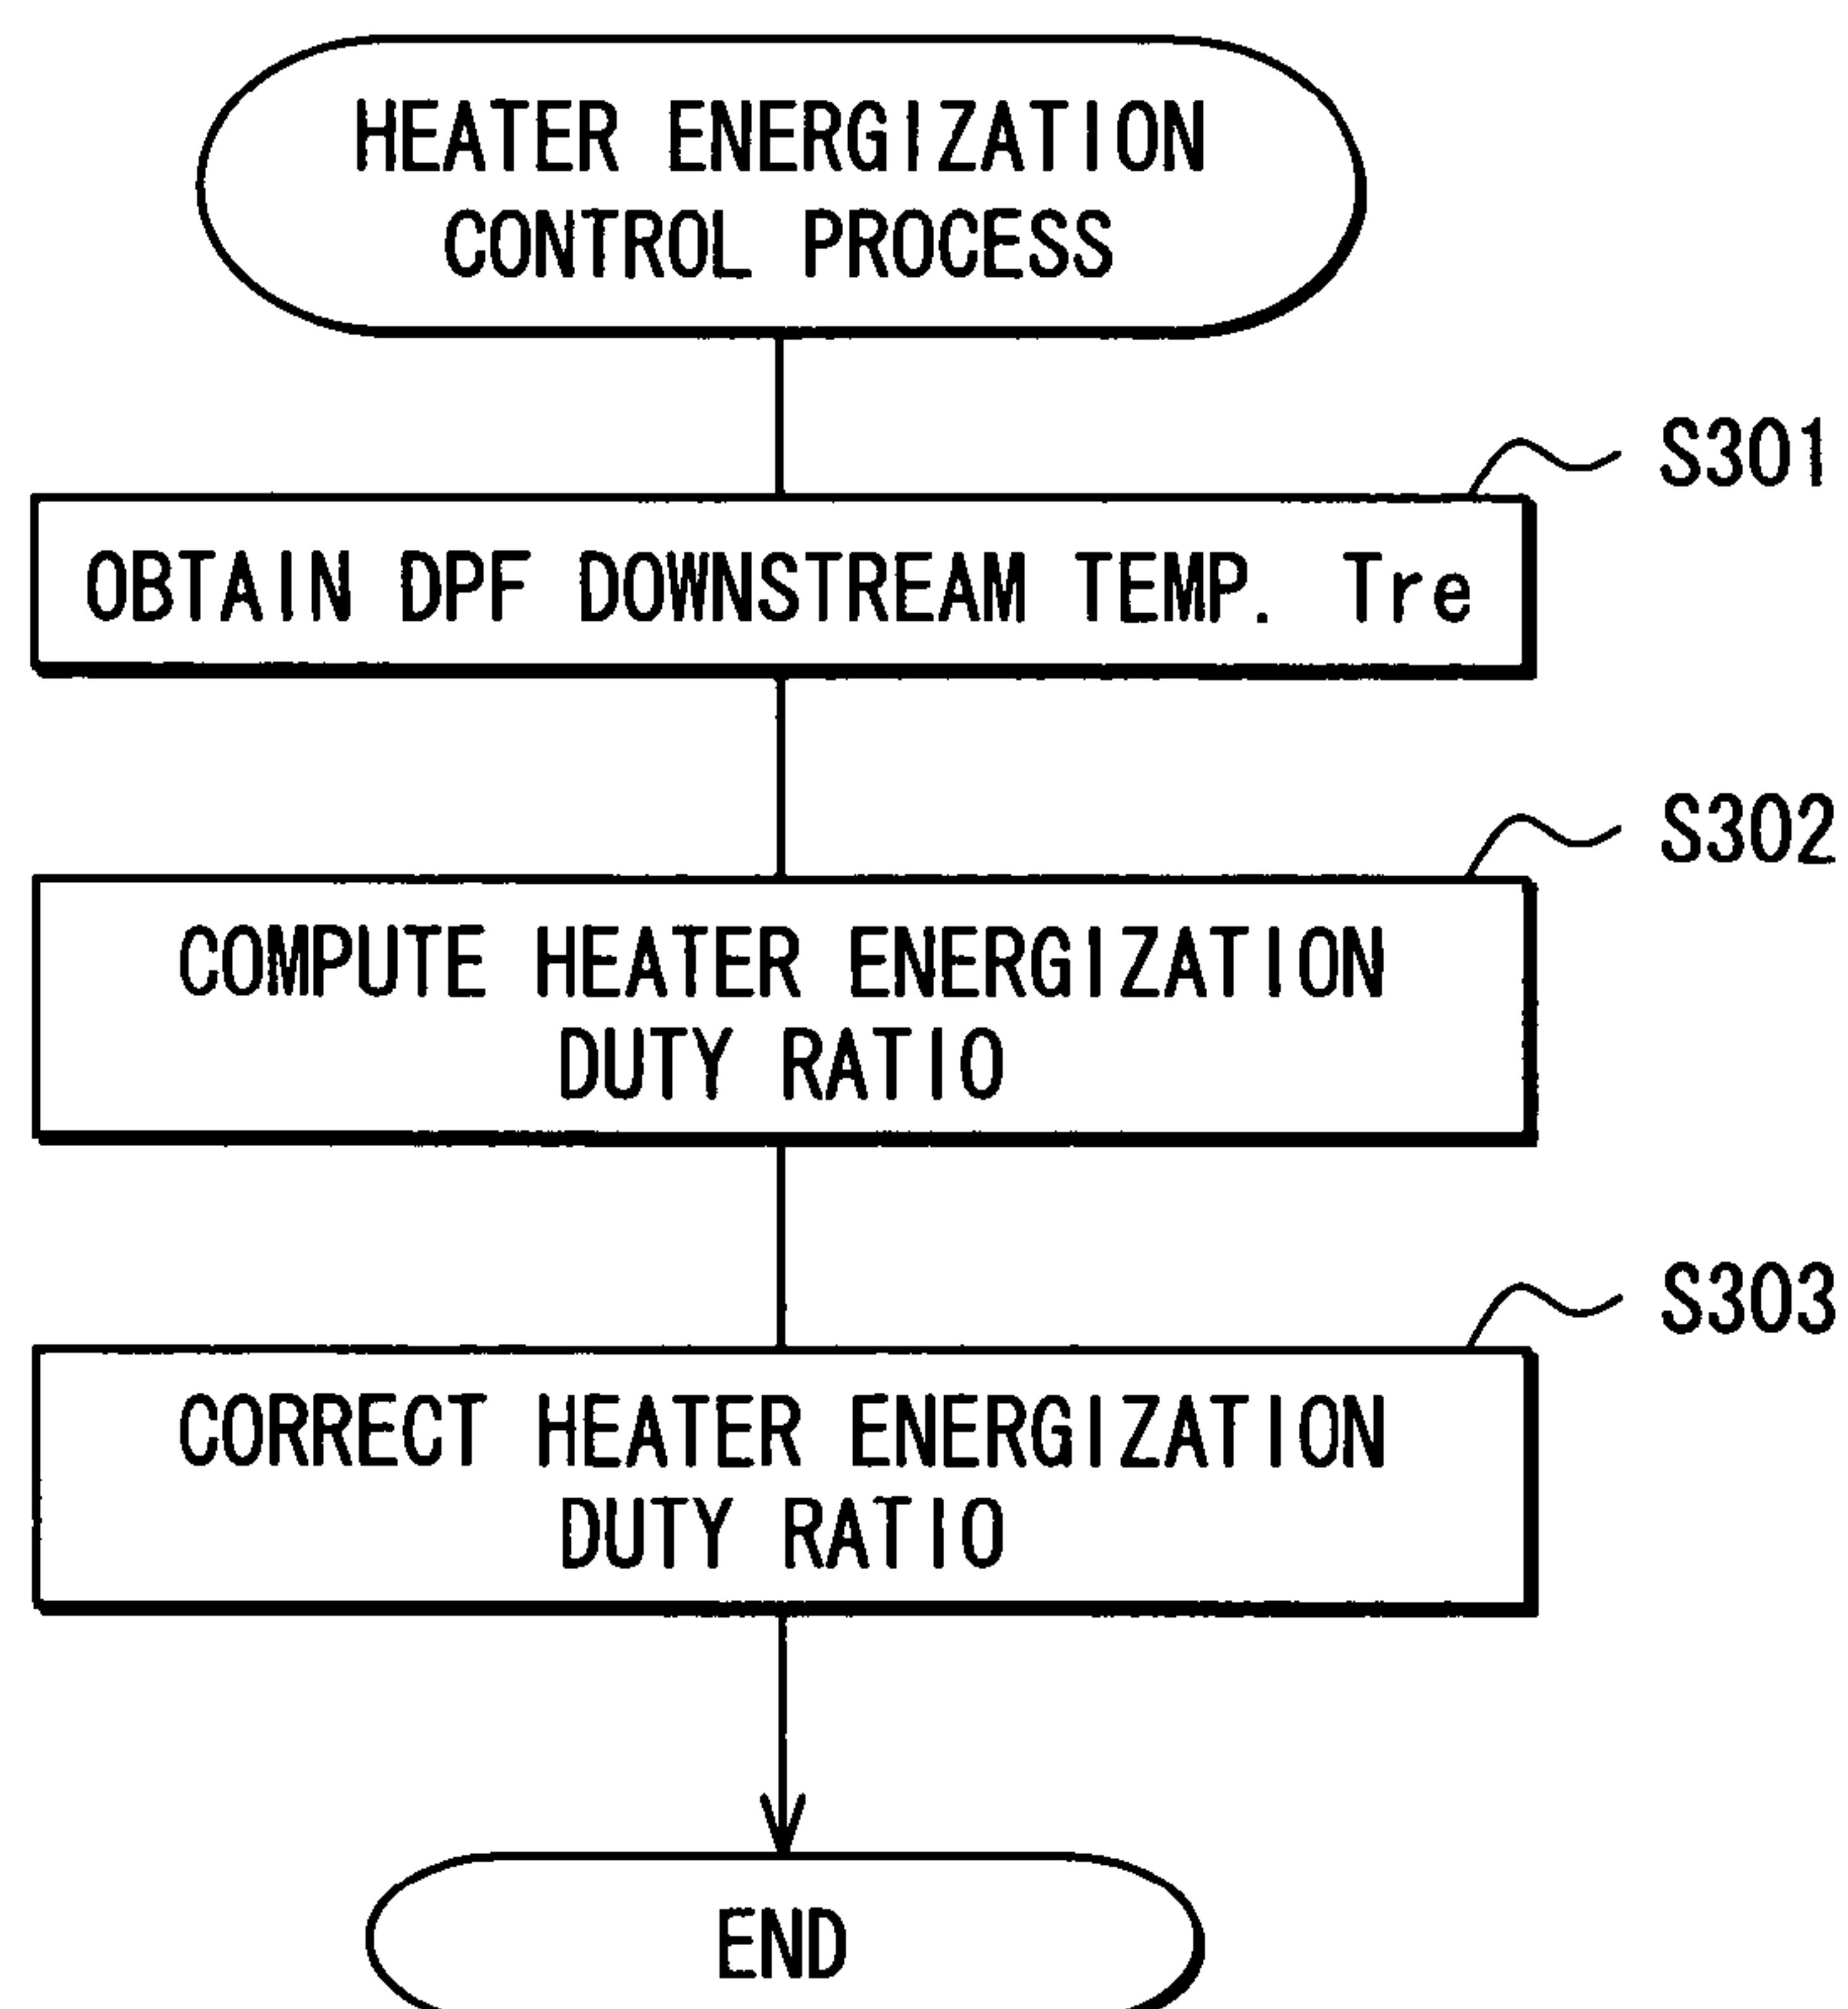 HEATER ENERGIZATION
CONTROL PROCESS
S301
OBTAIN DPF DOWNSTREAM TEMP. Tre
S302
COMPUTE HEATER ENERGIZATION
DUTY RATIO
S303
CORRECT HEATER ENERGIZATION
DUTY RATIO
END